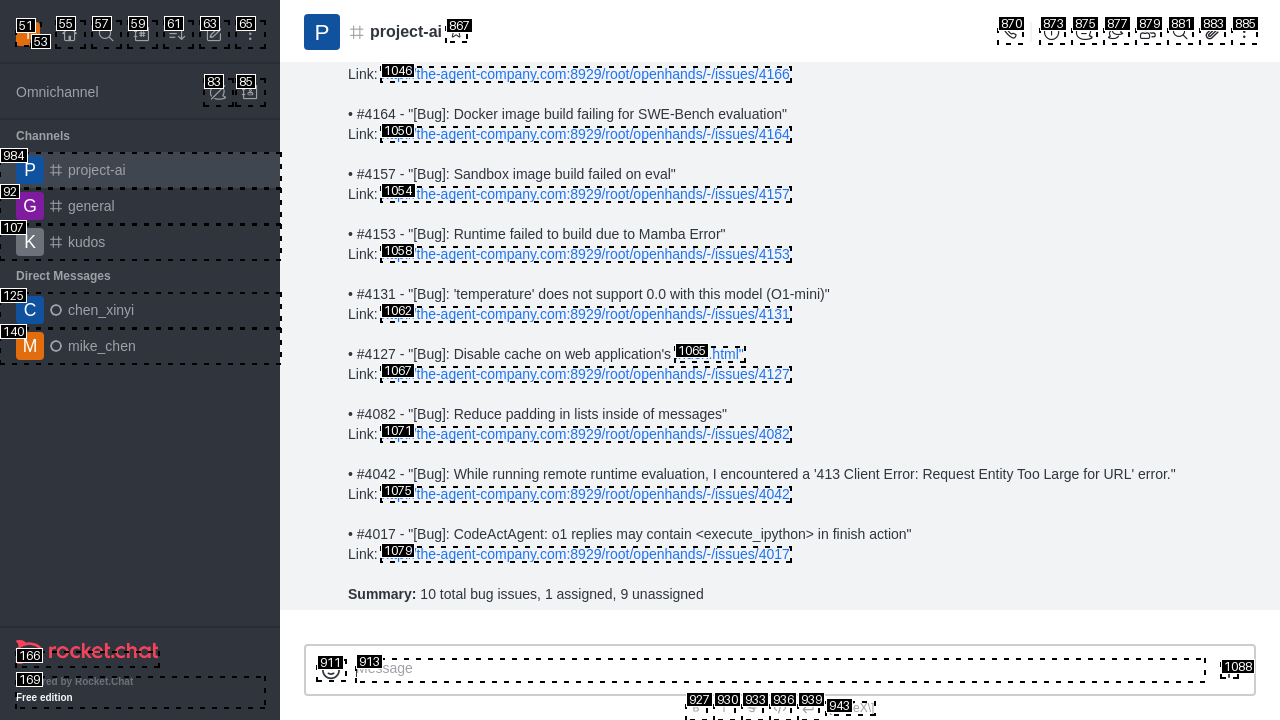 51 53 55 57 59 61 63 65
Omnichannel 83 85
Channels
984 P project-ai
92 G general
107 K kudos
Direct Messages
125 C chen_xinyi
140 M mike_chen
166 rocket.chat
169 ed by Rocket.Chat
Free edition
P project-ai 867 870 873 875 877 879 881 883 885
Link: 1046 the-agent-company.com:8929/root/openhands/-/issues/4166
• #4164 - "[Bug]: Docker image build failing for SWE-Bench evaluation"
Link: 1050 the-agent-company.com:8929/root/openhands/-/issues/4164
• #4157 - "[Bug]: Sandbox image build failed on eval"
Link: 1054 the-agent-company.com:8929/root/openhands/-/issues/4157
• #4153 - "[Bug]: Runtime failed to build due to Mamba Error"
Link: 1058 the-agent-company.com:8929/root/openhands/-/issues/4153
• #4131 - "[Bug]: 'temperature' does not support 0.0 with this model (O1-mini)"
Link: 1062 the-agent-company.com:8929/root/openhands/-/issues/4131
• #4127 - "[Bug]: Disable cache on web application's 1065 .html"
Link: 1067 the-agent-company.com:8929/root/openhands/-/issues/4127
• #4082 - "[Bug]: Reduce padding in lists inside of messages"
Link: 1071 the-agent-company.com:8929/root/openhands/-/issues/4082
• #4042 - "[Bug]: While running remote runtime evaluation, I encountered a '413 Client Error: Request Entity Too Large for URL' error."
Link: 1075 the-agent-company.com:8929/root/openhands/-/issues/4042
• #4017 - "[Bug]: CodeActAgent: o1 replies may contain <execute_ipython> in finish action"
Link: 1079 the-agent-company.com:8929/root/openhands/-/issues/4017
Summary: 10 total bug issues, 1 assigned, 9 unassigned
911 913 Message 1088
927 930 933 936 939 943